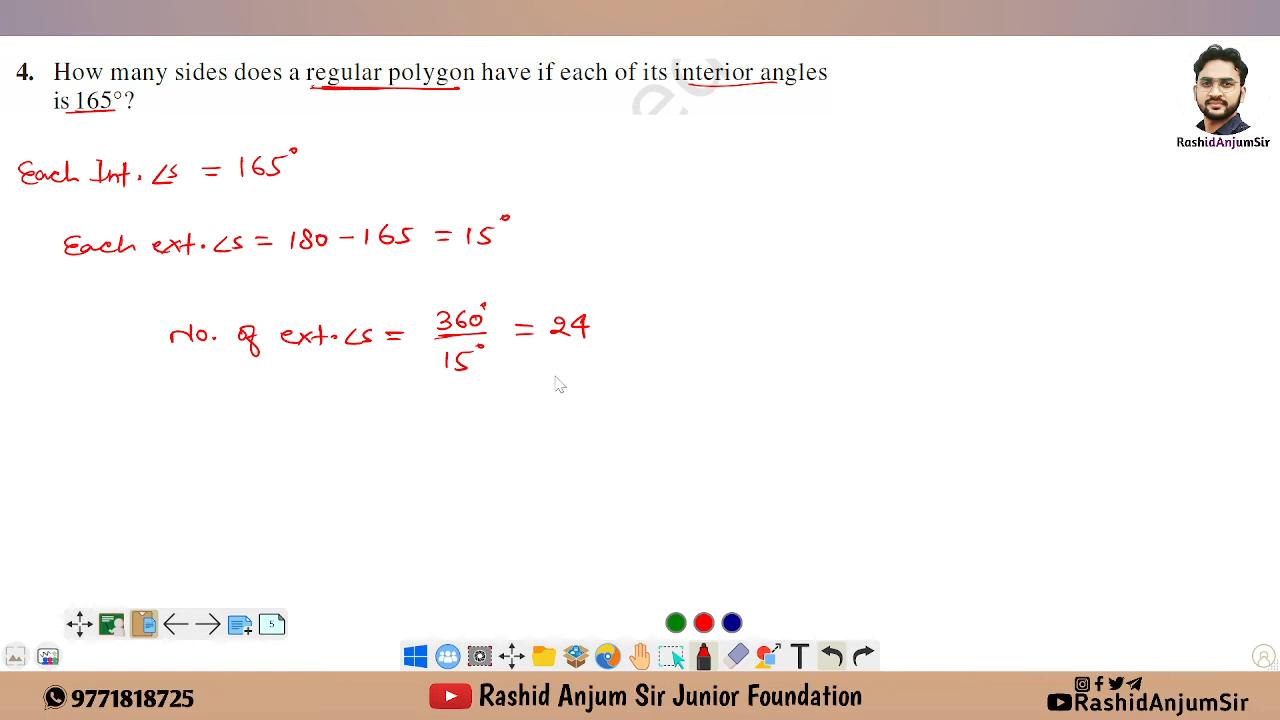 4. How many sides does a regular polygon have if each of its interior angles
is 165°?
RashidAnjumSir
Each Int. ∠s = 165°
Each ext. ∠s = 180 - 165 = 15°
No. of ext. ∠s = 360°/15° = 24
5
T
9771818725
Rashid Anjum Sir Junior Foundation
RashidAnjumSir